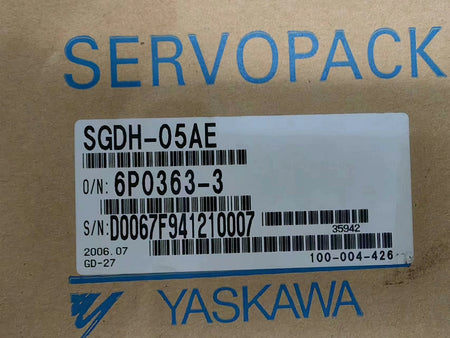 SERVOPACK
SGDH-05AE
O/N: 6P0363-3
S/N: D0067F941210007
35942
2006.07
GD-27
100-004-426
YASKAWA